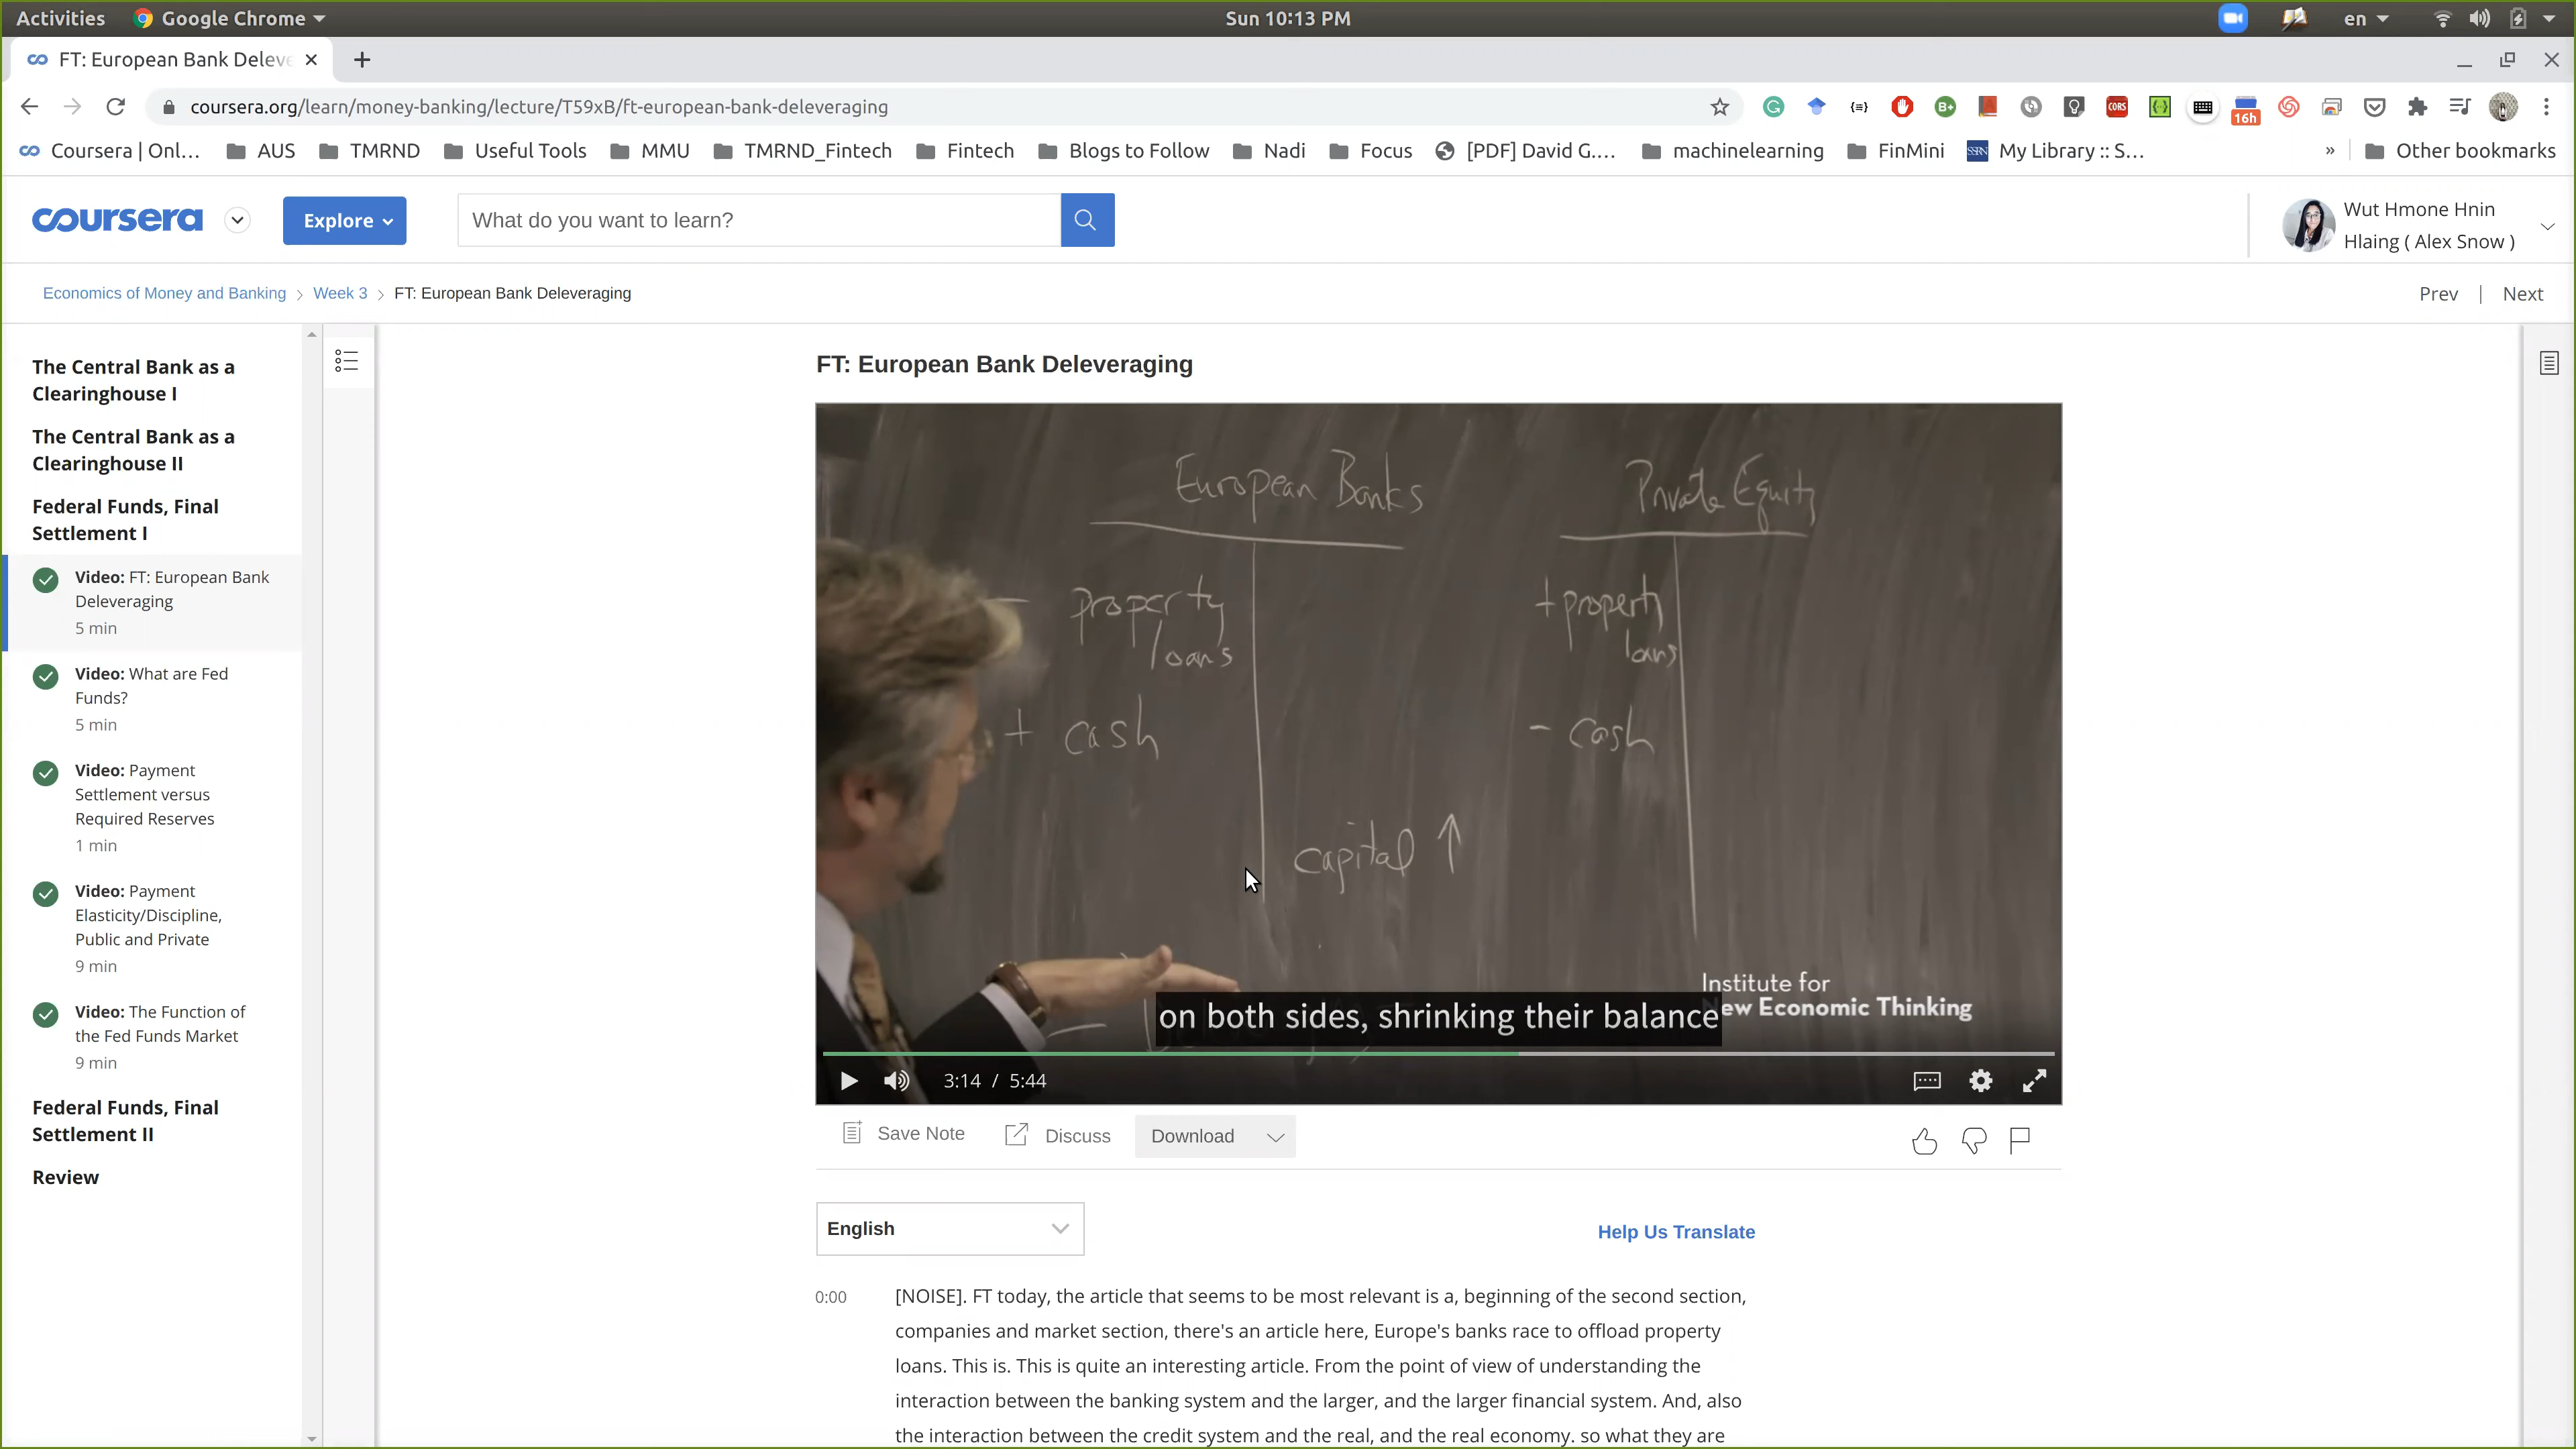 Activities
Google Chrome
Sun 10:13 PM
en
FT: European Bank Deleve
coursera.org/learn/money-banking/lecture/T59xB/ft-european-bank-deleveraging
CORS
16h
Coursera | Onl...
AUS
TMRND
Useful Tools
MMU
TMRND_Fintech
Fintech
Blogs to Follow
Nadi
Focus
[PDF] David G....
machinelearning
FinMini
SSRN
My Library :: S...
»
Other bookmarks
coursera
Explore
What do you want to learn?
Wut Hmone Hnin
Hlaing ( Alex Snow )
Economics of Money and Banking > Week 3 > FT: European Bank Deleveraging
Prev | Next
The Central Bank as a
Clearinghouse I
The Central Bank as a
Clearinghouse II
Federal Funds, Final
Settlement I
Video: FT: European Bank
Deleveraging
5 min
Video: What are Fed
Funds?
5 min
Video: Payment
Settlement versus
Required Reserves
1 min
Video: Payment
Elasticity/Discipline,
Public and Private
9 min
Video: The Function of
the Fed Funds Market
9 min
Federal Funds, Final
Settlement II
Review
FT: European Bank Deleveraging
European Banks
Private Equity
- property
loans
+ cash
capital ↑
+ property
loans
- cash
Institute for
New Economic Thinking
on both sides, shrinking their balance
3:14 / 5:44
Save Note
Discuss
Download
English
Help Us Translate
0:00
[NOISE]. FT today, the article that seems to be most relevant is a, beginning of the second section,
companies and market section, there's an article here, Europe's banks race to offload property
loans. This is. This is quite an interesting article. From the point of view of understanding the
interaction between the banking system and the larger, and the larger financial system. And, also
the interaction between the credit system and the real, and the real economy. so what they are